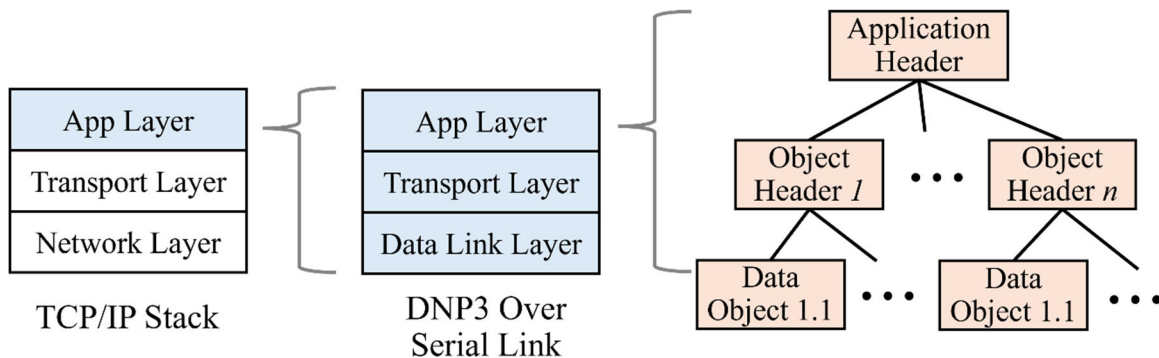 App Layer
Transport Layer
Network Layer
TCP/IP Stack
App Layer
Transport Layer
Data Link Layer
DNP3 Over
Serial Link
Application
Header
Object
Header 1
• • •
Object
Header n
Data
Object 1.1
• • •
Data
Object 1.1
• • •